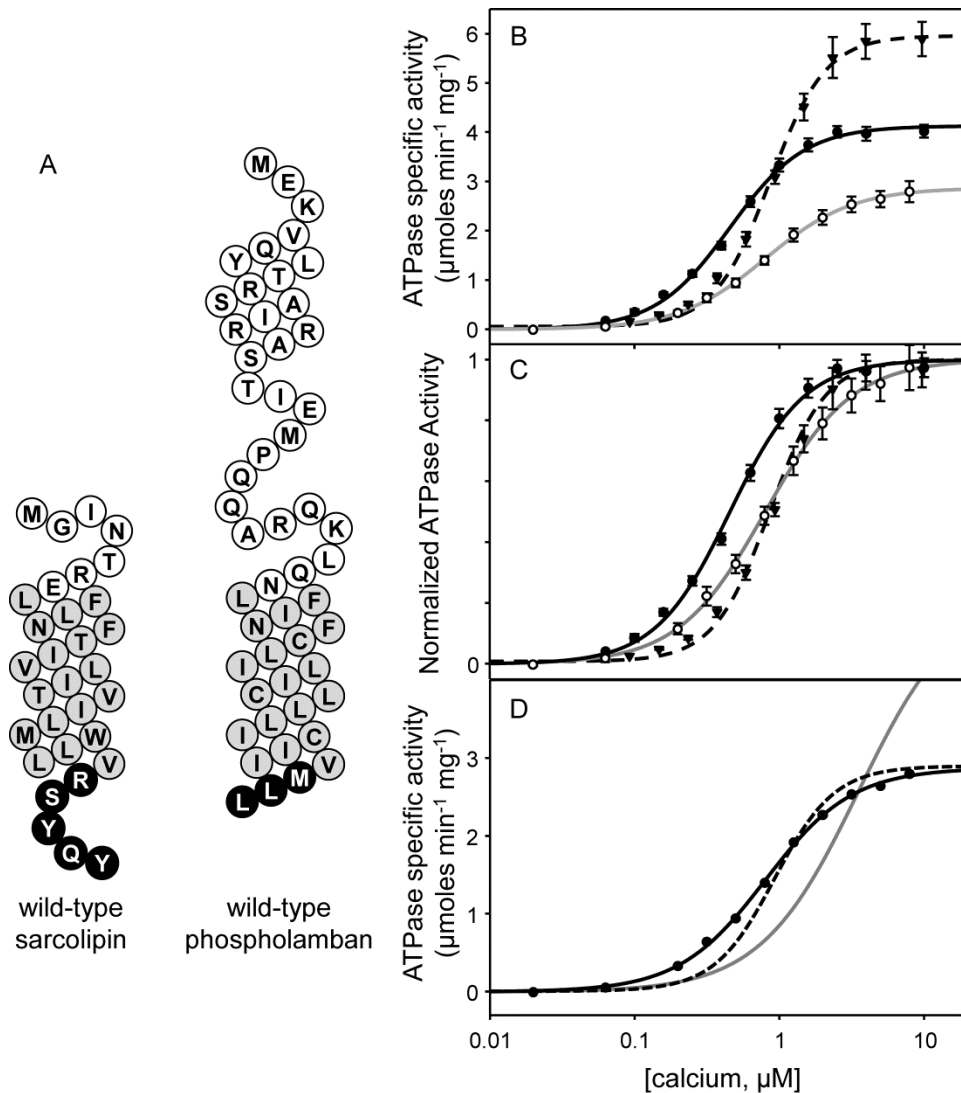 A
M G I N T R E L F L N F T I V L I T V I L M W L L V R S Y Q Y
wild-type
sarcolipin
M E K V Q Y L T R S A I R R A S T I E M P Q Q A R Q K L Q N L F I N F C L I L I C L L L I C I I V M L L
wild-type
phospholamban
B
ATPase specific activity
(µmoles min-1 mg-1)
6
5
4
3
2
1
0
C
Normalized ATPase Activity
1
0
D
ATPase specific activity
(µmoles min-1 mg-1)
3
2
1
0
0.01
0.1
1
10
[calcium, µM]